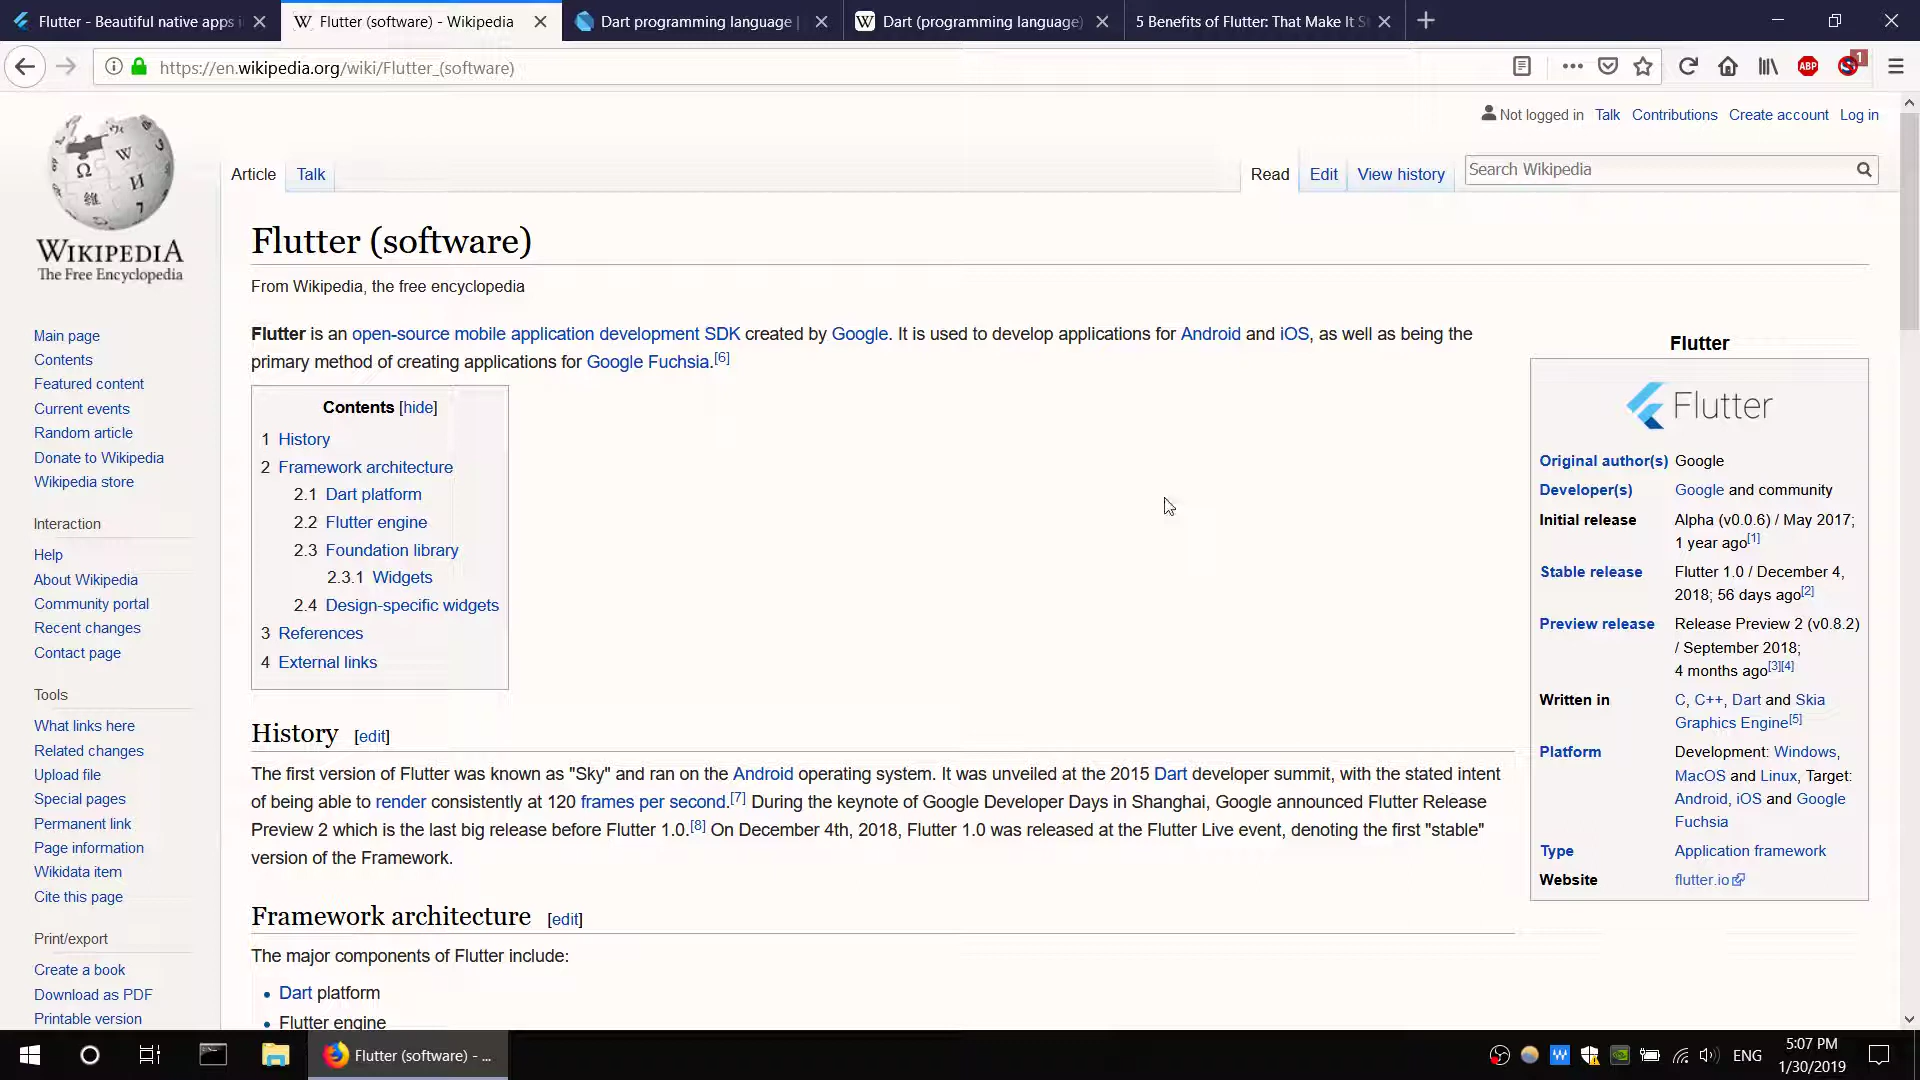 Flutter - Beautiful native apps i
Flutter (software) - Wikipedia
Dart programming language |
Dart (programming language)
5 Benefits of Flutter: That Make It S
https://en.wikipedia.org/wiki/Flutter_(software)
ABP
1
Not logged in Talk Contributions Create account Log in
WIKIPEDIA
The Free Encyclopedia
Article Talk
Read Edit View history
Search Wikipedia
Flutter (software)
From Wikipedia, the free encyclopedia
Flutter is an open-source mobile application development SDK created by Google. It is used to develop applications for Android and iOS, as well as being the
primary method of creating applications for Google Fuchsia.[6]
Contents [hide]
1 History
2 Framework architecture
2.1 Dart platform
2.2 Flutter engine
2.3 Foundation library
2.3.1 Widgets
2.4 Design-specific widgets
3 References
4 External links
History [edit]
The first version of Flutter was known as "Sky" and ran on the Android operating system. It was unveiled at the 2015 Dart developer summit, with the stated intent
of being able to render consistently at 120 frames per second.[7] During the keynote of Google Developer Days in Shanghai, Google announced Flutter Release
Preview 2 which is the last big release before Flutter 1.0.[8] On December 4th, 2018, Flutter 1.0 was released at the Flutter Live event, denoting the first "stable"
version of the Framework.
Framework architecture [edit]
The major components of Flutter include:
• Dart platform
• Flutter engine
Flutter
Flutter
Original author(s) Google
Developer(s) Google and community
Initial release Alpha (v0.0.6) / May 2017;
1 year ago[1]
Stable release Flutter 1.0 / December 4,
2018; 56 days ago[2]
Preview release Release Preview 2 (v0.8.2)
/ September 2018;
4 months ago[3][4]
Written in C, C++, Dart and Skia
Graphics Engine[5]
Platform Development: Windows,
MacOS and Linux, Target:
Android, iOS and Google
Fuchsia
Type Application framework
Website flutter.io
Main page
Contents
Featured content
Current events
Random article
Donate to Wikipedia
Wikipedia store
Interaction
Help
About Wikipedia
Community portal
Recent changes
Contact page
Tools
What links here
Related changes
Upload file
Special pages
Permanent link
Page information
Wikidata item
Cite this page
Print/export
Create a book
Download as PDF
Printable version
Flutter (software) - ...
ENG
5:07 PM
1/30/2019